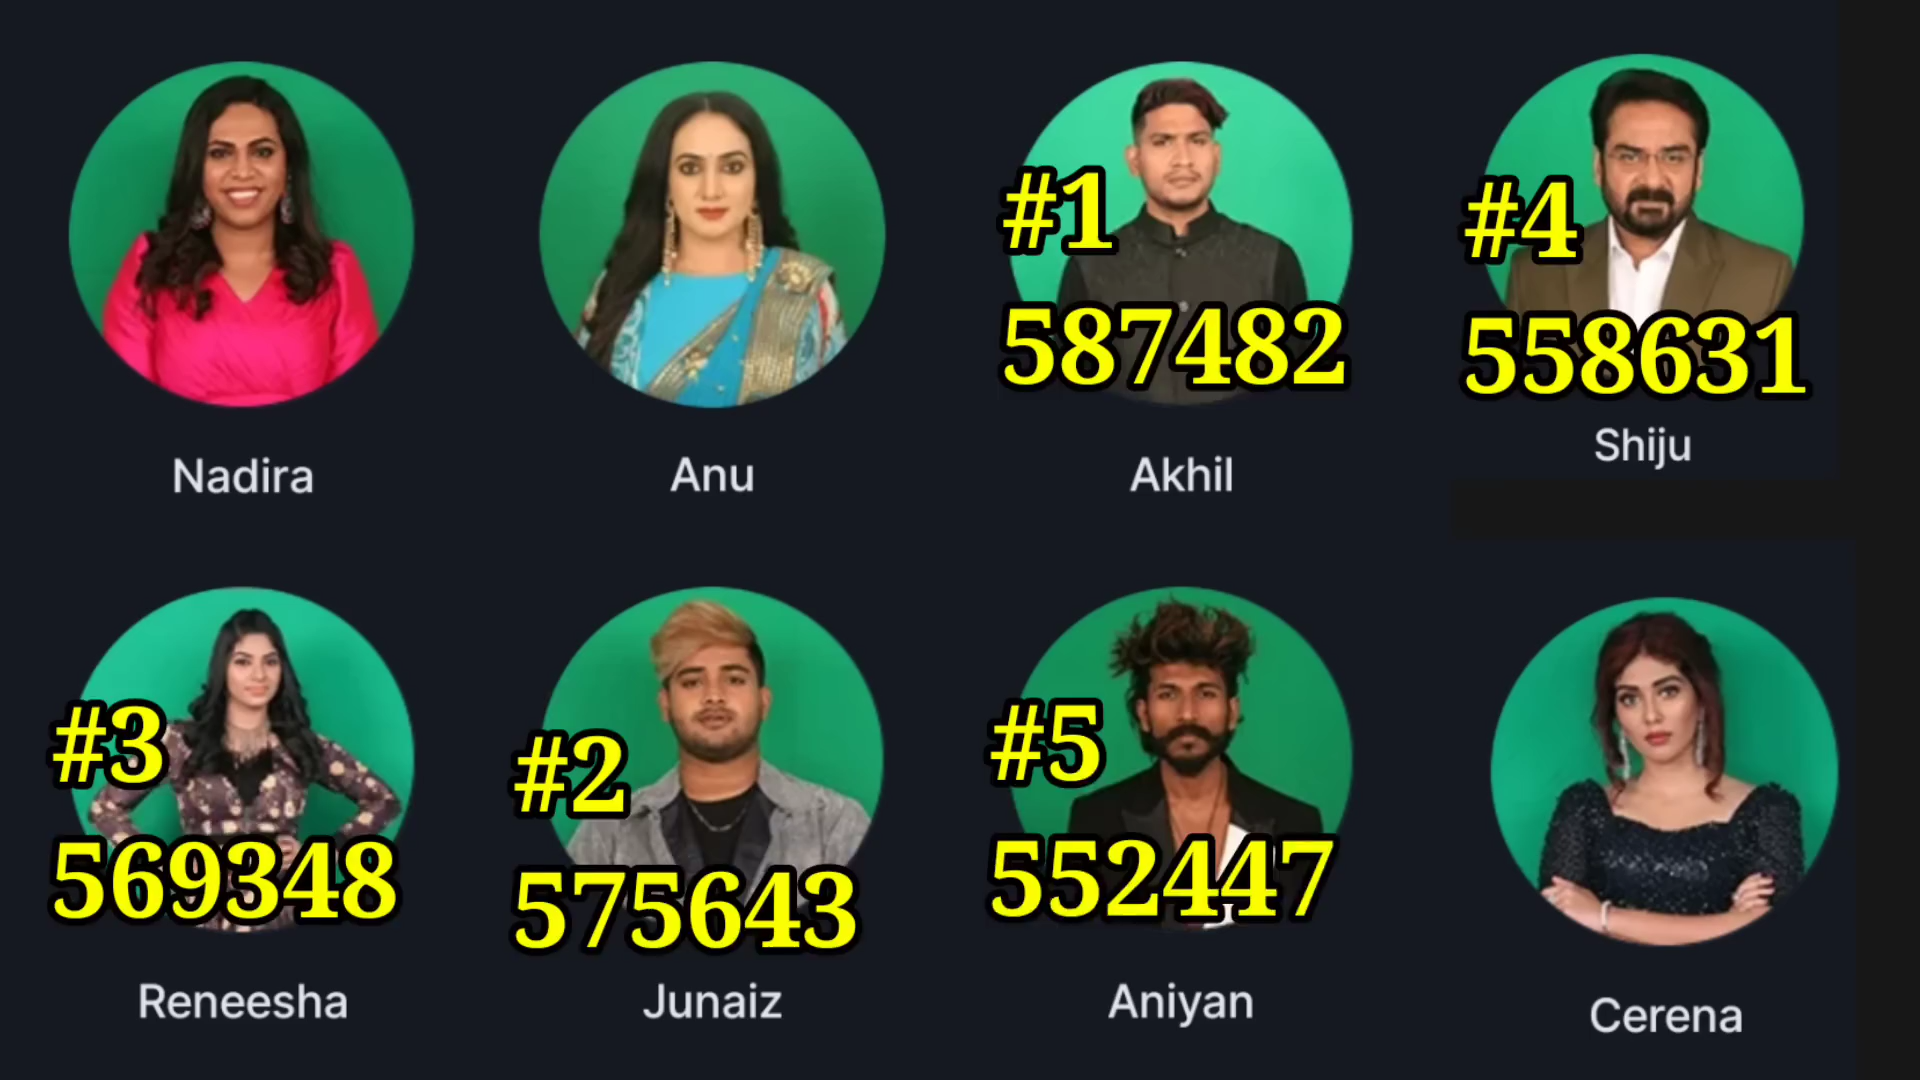 #1
587482
#4
558631
Nadira
Anu
Akhil
Shiju
#3
569348
#2
575643
#5
552447
Reneesha
Junaiz
Aniyan
Cerena